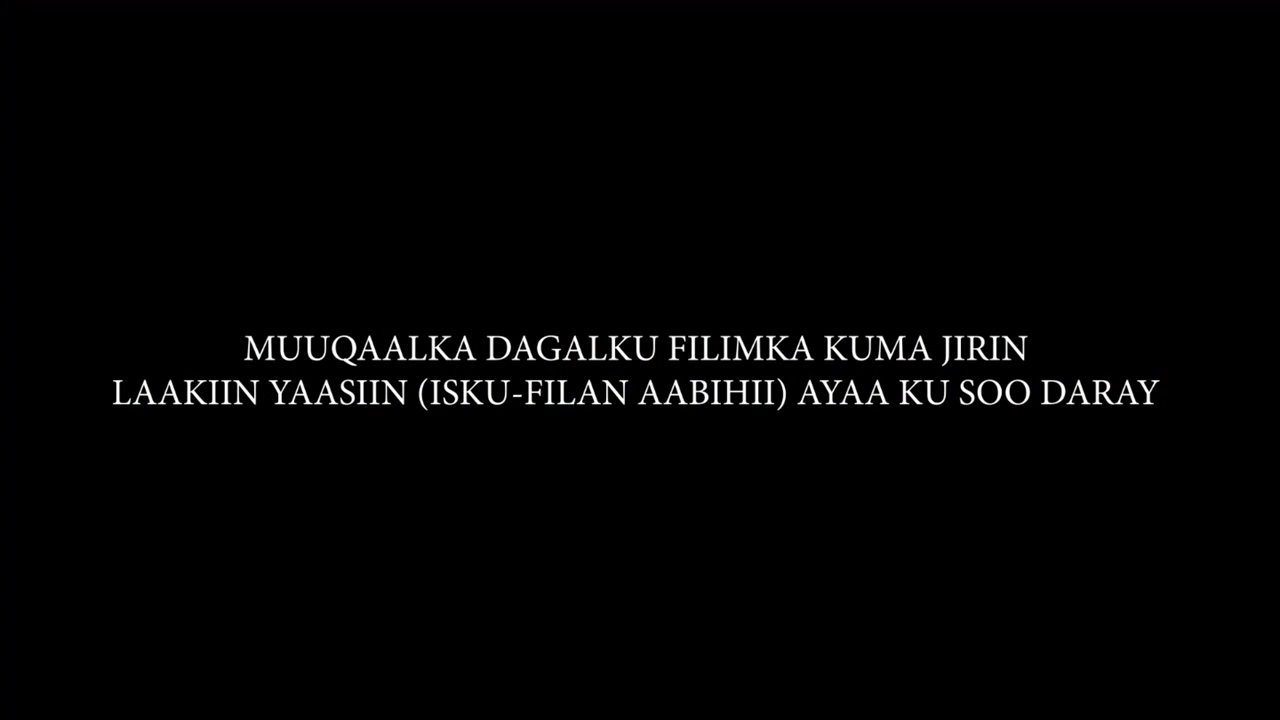 MUUQAALKA DAGALKU FILIMKA KUMA JIRIN
LAAKIIN YAASIIN (ISKU-FILAN AABIHII) AYAA KU SOO DARAY